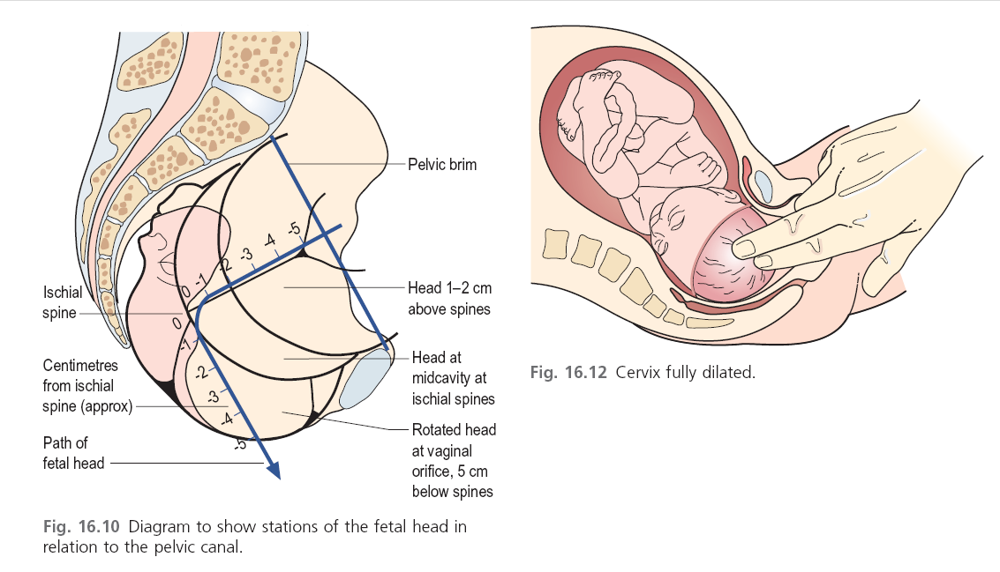 Pelvic brim
-5
-4
-3
-2
-1
0
Ischial
spine
Head 1–2 cm
above spines
0
-1
-2
-3
-4
-5
Centimetres
from ischial
spine (approx)
Head at
midcavity at
ischial spines
Path of
fetal head
Rotated head
at vaginal
orifice, 5 cm
below spines
Fig. 16.10 Diagram to show stations of the fetal head in
relation to the pelvic canal.
Fig. 16.12 Cervix fully dilated.